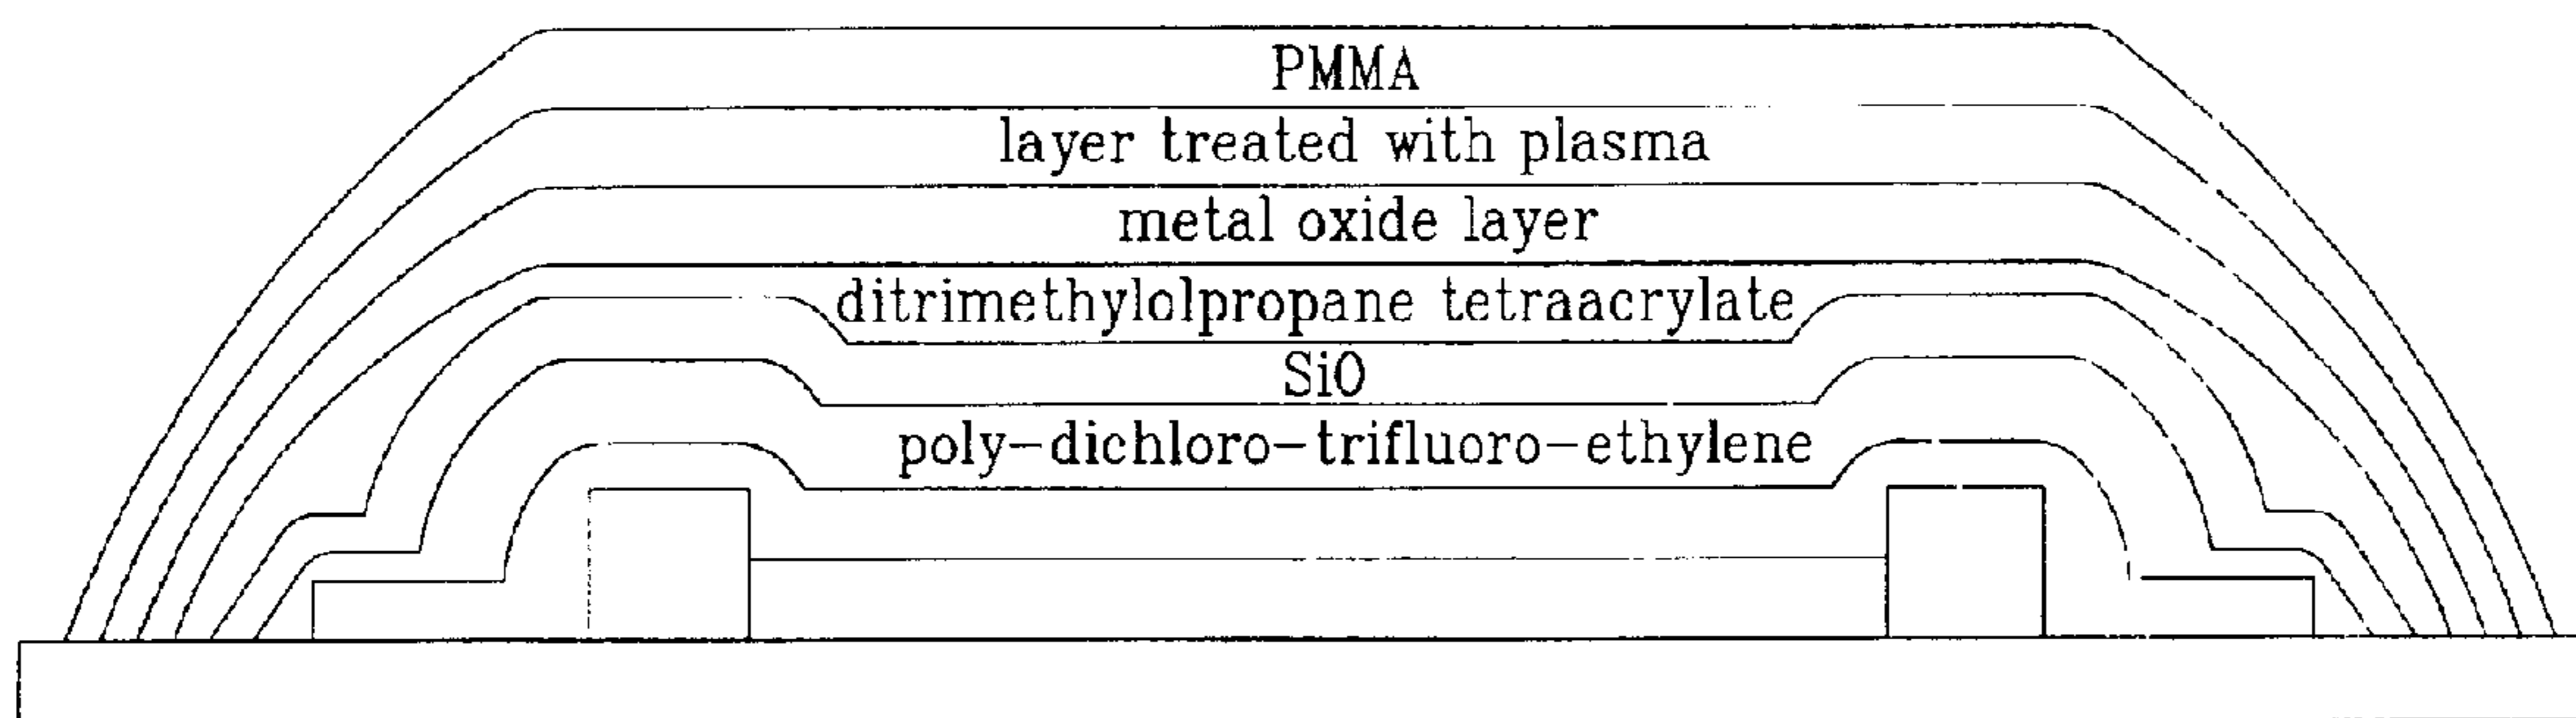 PMMA
layer treated with plasma
metal oxide layer
ditrimethylolpropane tetraacrylate
SiO
poly-dichloro-trifluoro-ethylene